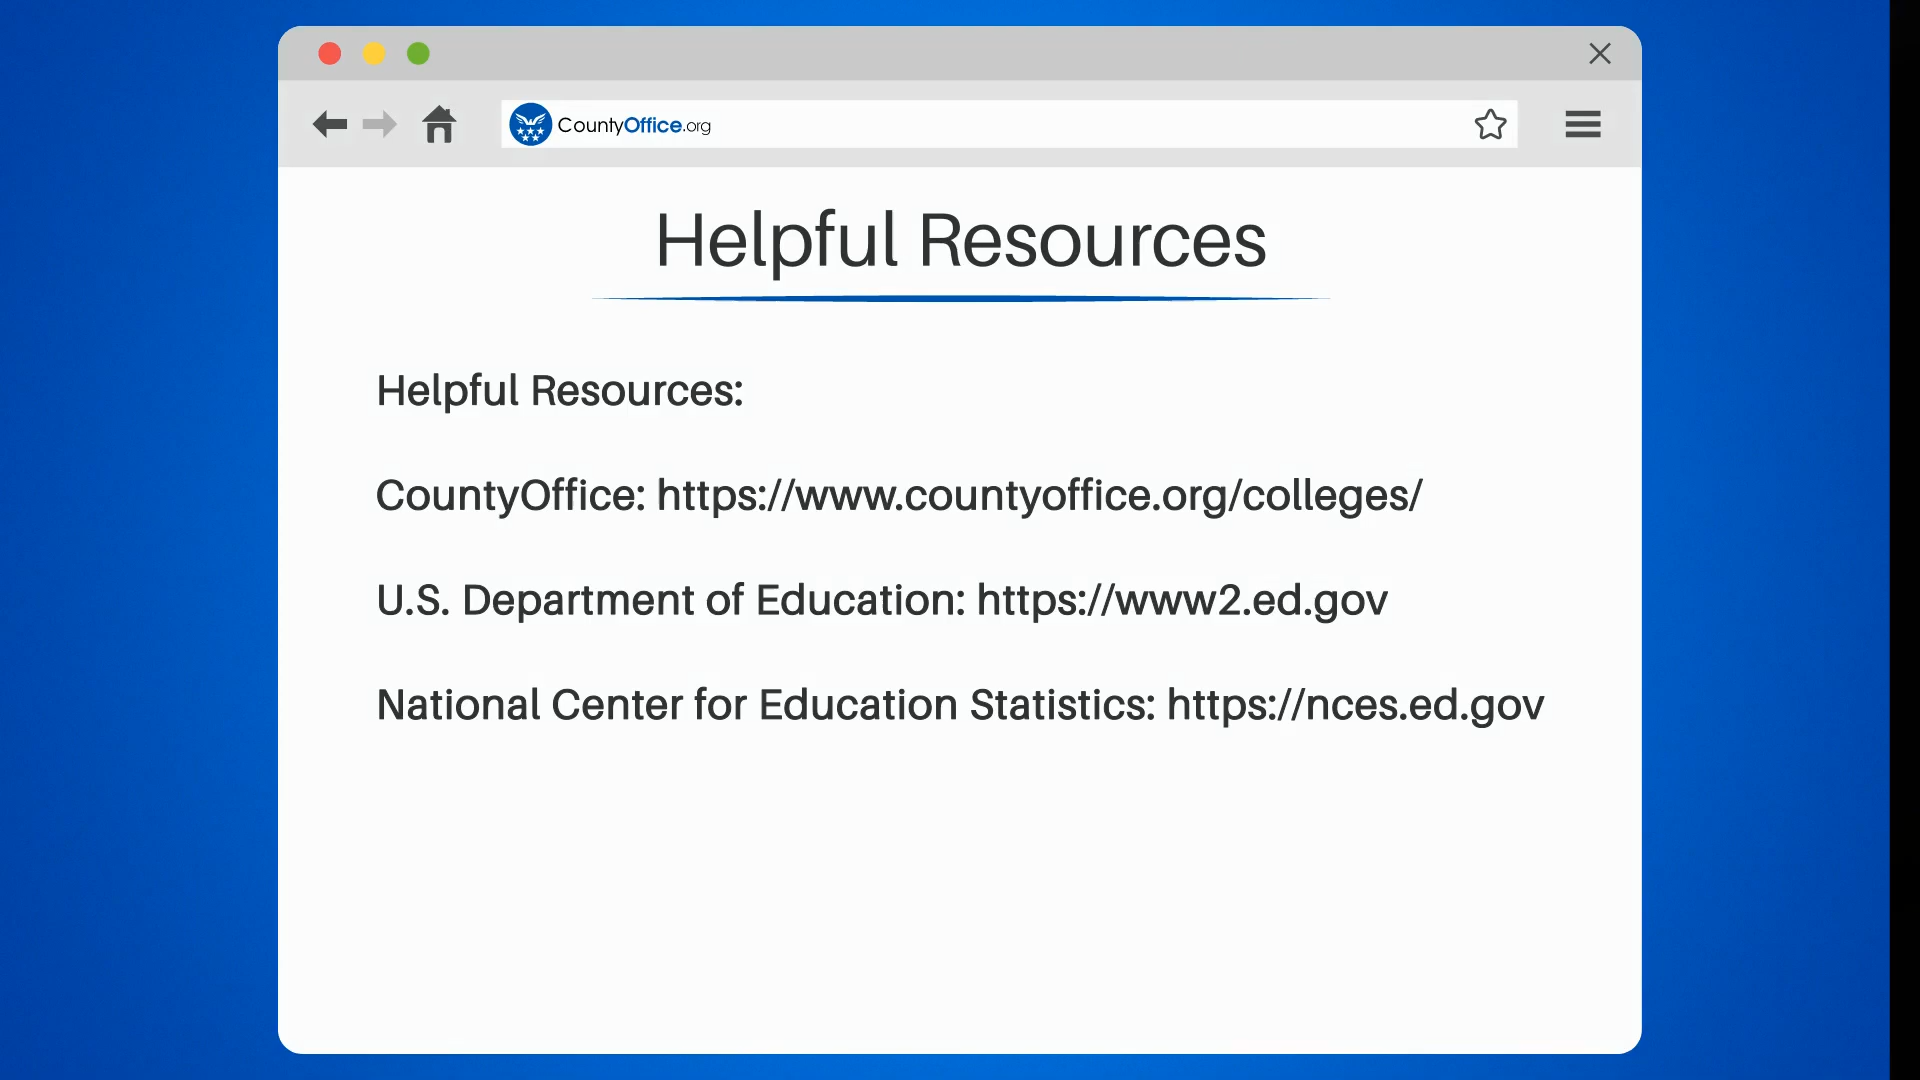 CountyOffice.org
Helpful Resources
Helpful Resources:
CountyOffice: https://www.countyoffice.org/colleges/
U.S. Department of Education: https://www2.ed.gov
National Center for Education Statistics: https://nces.ed.gov